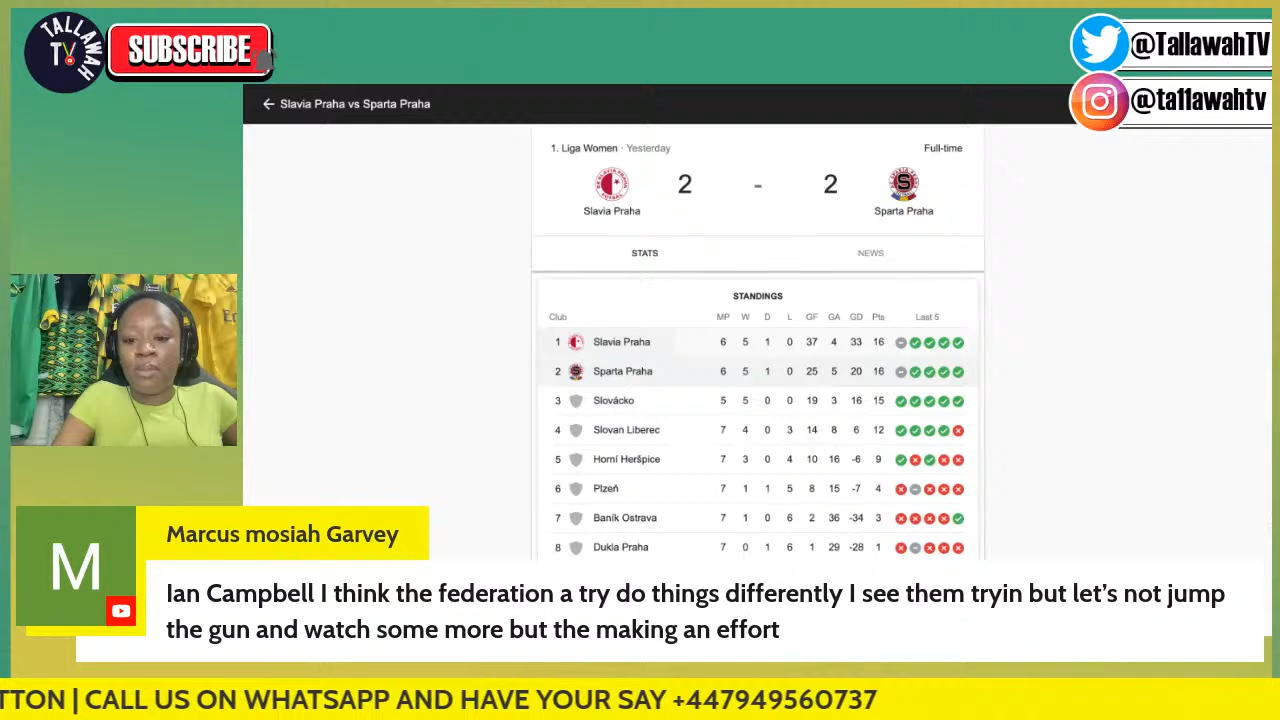 TALLAWAH
TV
SUBSCRIBE
@TallawahTV
@ta11awahtv
Slavia Praha vs Sparta Praha
1. Liga Women · Yesterday
Full-time
2 - 2
Slavia Praha
Sparta Praha
STATS
NEWS
STANDINGS
Club MP W D L GF GA GD Pts Last 5
1 Slavia Praha 6 5 1 0 37 4 33 16
2 Sparta Praha 6 5 1 0 25 5 20 16
3 Slovácko 5 5 0 0 19 3 16 15
4 Slovan Liberec 7 4 0 3 14 8 6 12
5 Horní Heršpice 7 3 0 4 10 16 -6 9
6 Plzeň 7 1 1 5 8 15 -7 4
7 Baník Ostrava 7 1 0 6 2 36 -34 3
8 Dukla Praha 7 0 1 6 1 29 -28 1
M
Marcus mosiah Garvey
Ian Campbell I think the federation a try do things differently I see them tryin but let’s not jump
the gun and watch some more but the making an effort
TTON | CALL US ON WHATSAPP AND HAVE YOUR SAY +447949560737